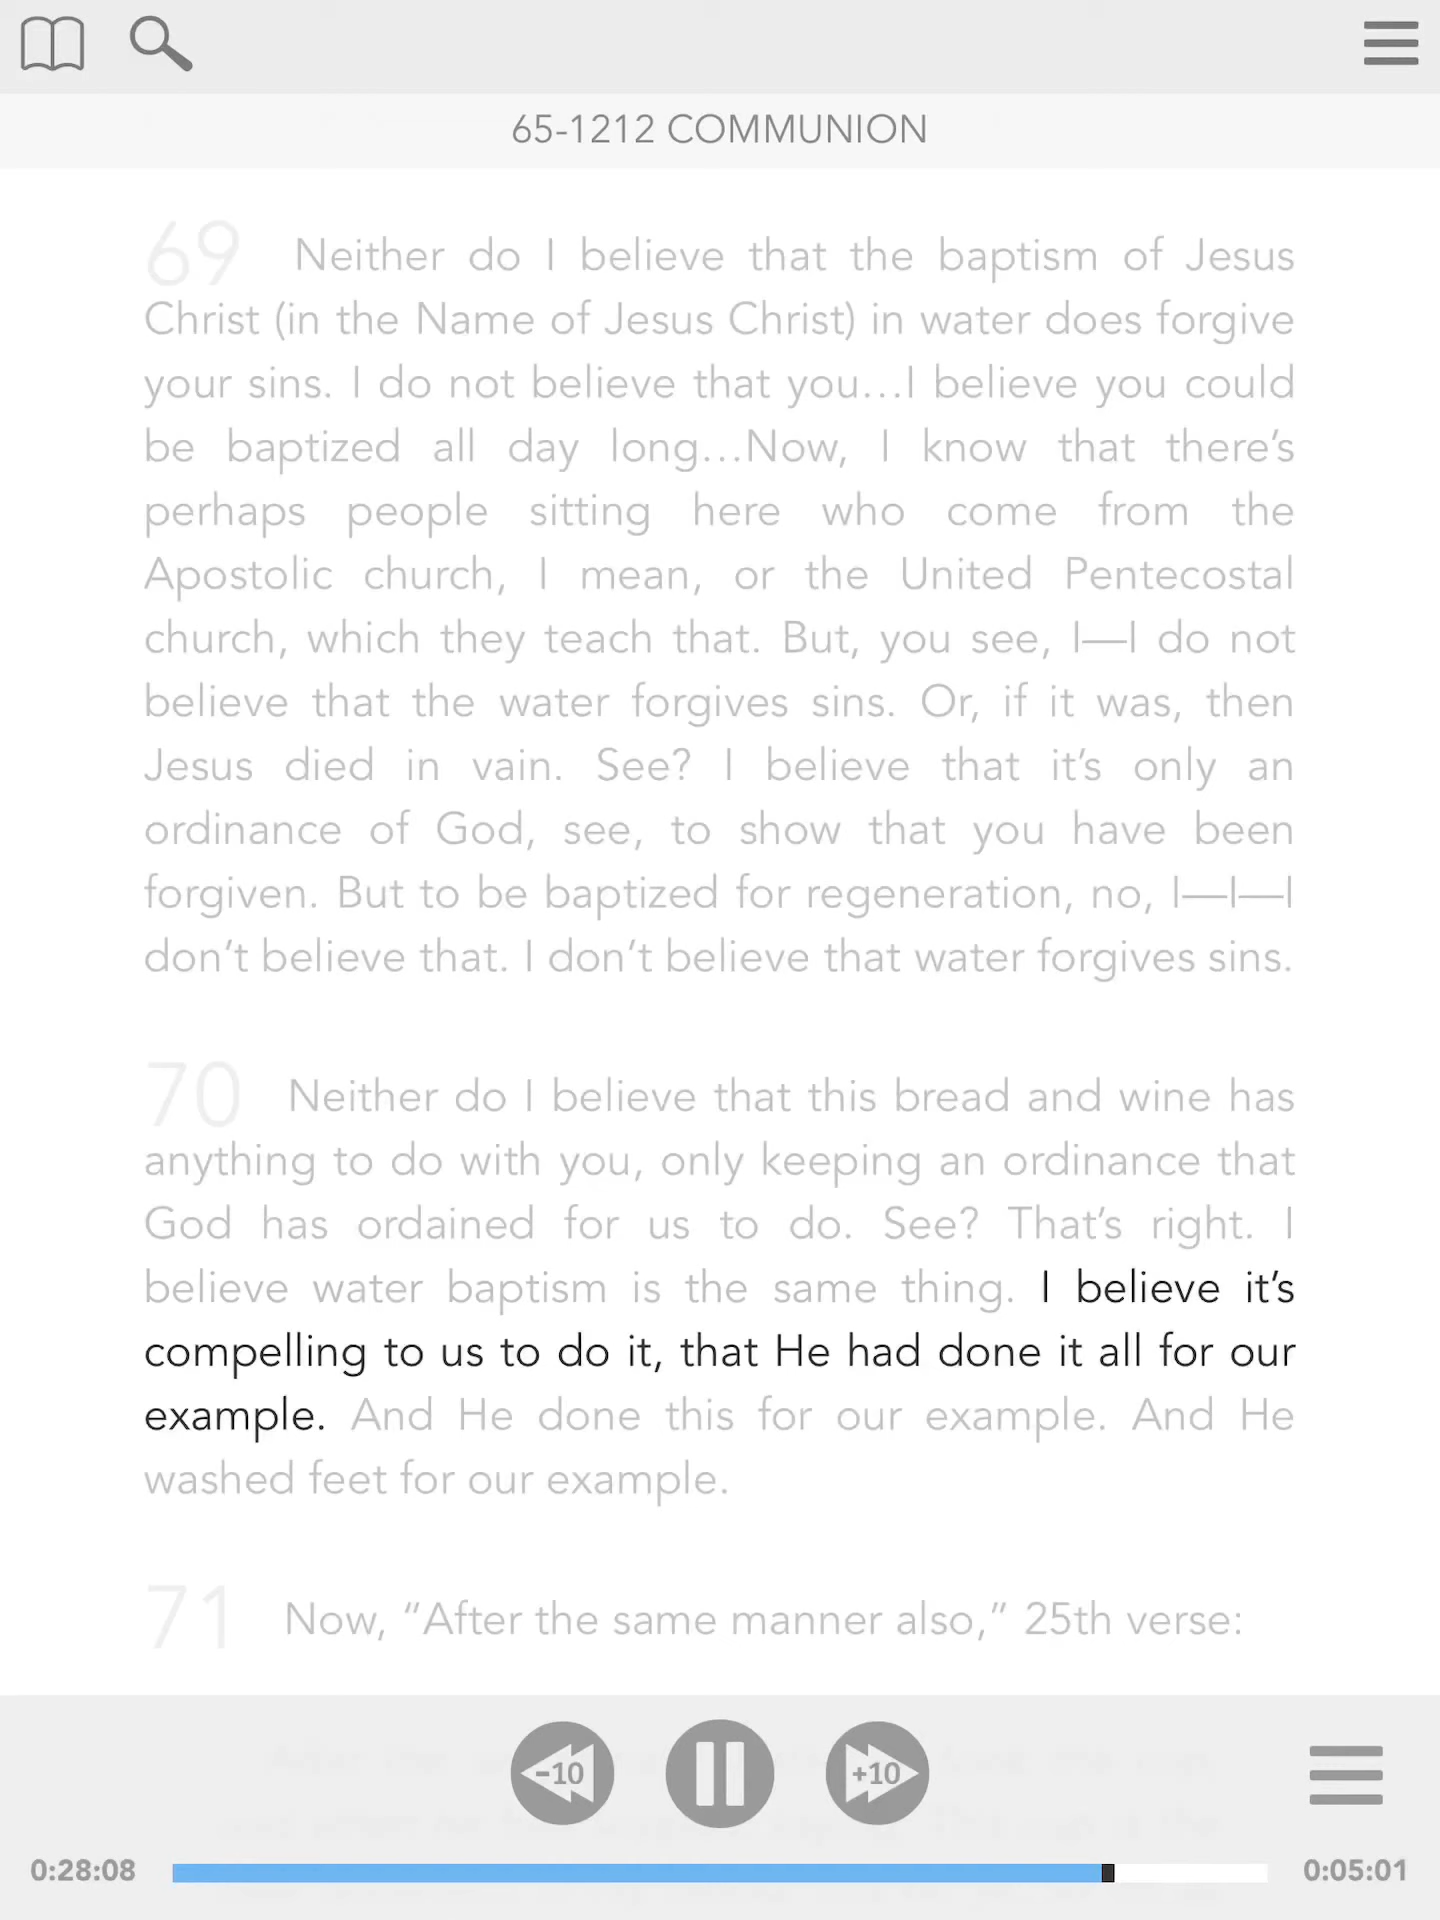 65-1212 COMMUNION
69 Neither do I believe that the baptism of Jesus
Christ (in the Name of Jesus Christ) in water does forgive
your sins. I do not believe that you…I believe you could
be baptized all day long…Now, I know that there’s
perhaps people sitting here who come from the
Apostolic church, I mean, or the United Pentecostal
church, which they teach that. But, you see, I—I do not
believe that the water forgives sins. Or, if it was, then
Jesus died in vain. See? I believe that it’s only an
ordinance of God, see, to show that you have been
forgiven. But to be baptized for regeneration, no, I—I—I
don’t believe that. I don’t believe that water forgives sins.
70 Neither do I believe that this bread and wine has
anything to do with you, only keeping an ordinance that
God has ordained for us to do. See? That’s right. I
believe water baptism is the same thing. I believe it’s
compelling to us to do it, that He had done it all for our
example. And He done this for our example. And He
washed feet for our example.
71 Now, “After the same manner also,” 25th verse:
-10 +10
0:28:08 0:05:01